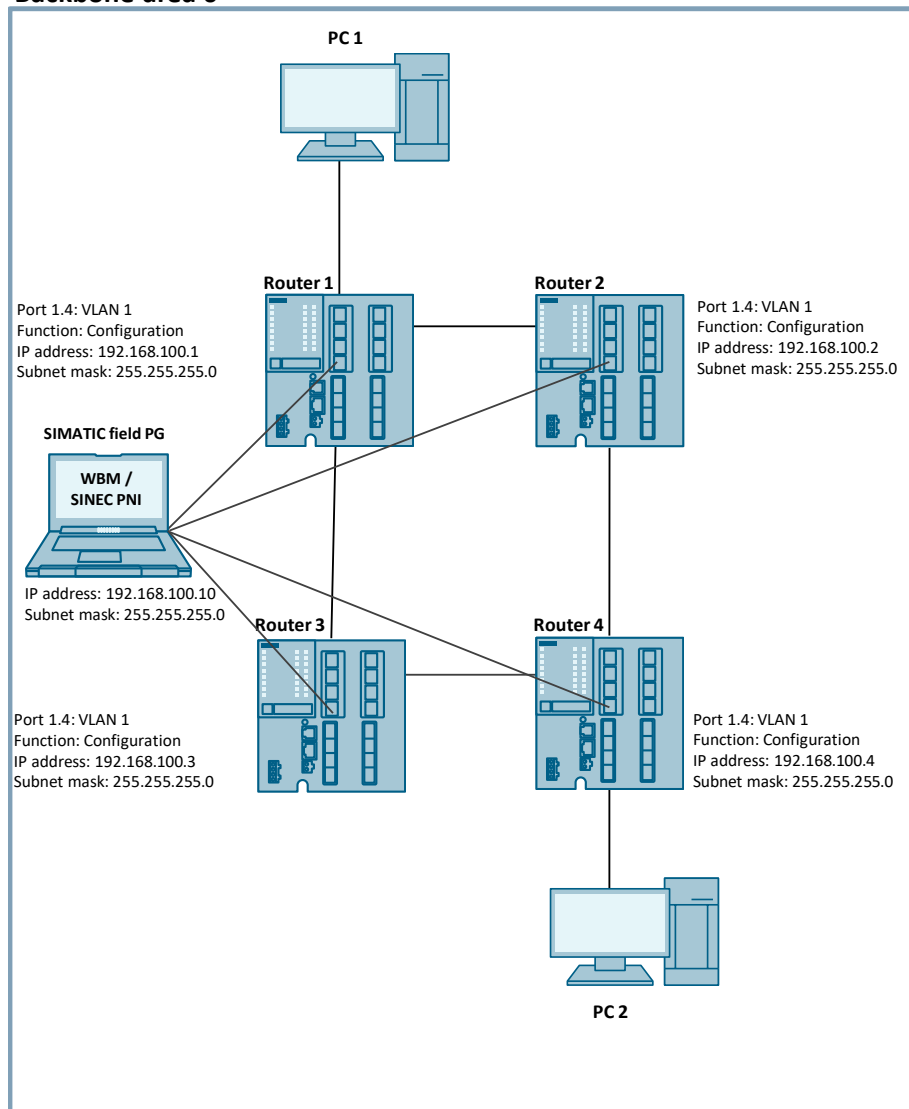 Backbone area 0
PC 1
Router 1
Router 2
Port 1.4: VLAN 1
Function: Configuration
IP address: 192.168.100.1
Subnet mask: 255.255.255.0
Port 1.4: VLAN 1
Function: Configuration
IP address: 192.168.100.2
Subnet mask: 255.255.255.0
SIMATIC field PG
WBM /
SINEC PNI
IP address: 192.168.100.10
Subnet mask: 255.255.255.0
Router 3
Router 4
Port 1.4: VLAN 1
Function: Configuration
IP address: 192.168.100.3
Subnet mask: 255.255.255.0
Port 1.4: VLAN 1
Function: Configuration
IP address: 192.168.100.4
Subnet mask: 255.255.255.0
PC 2